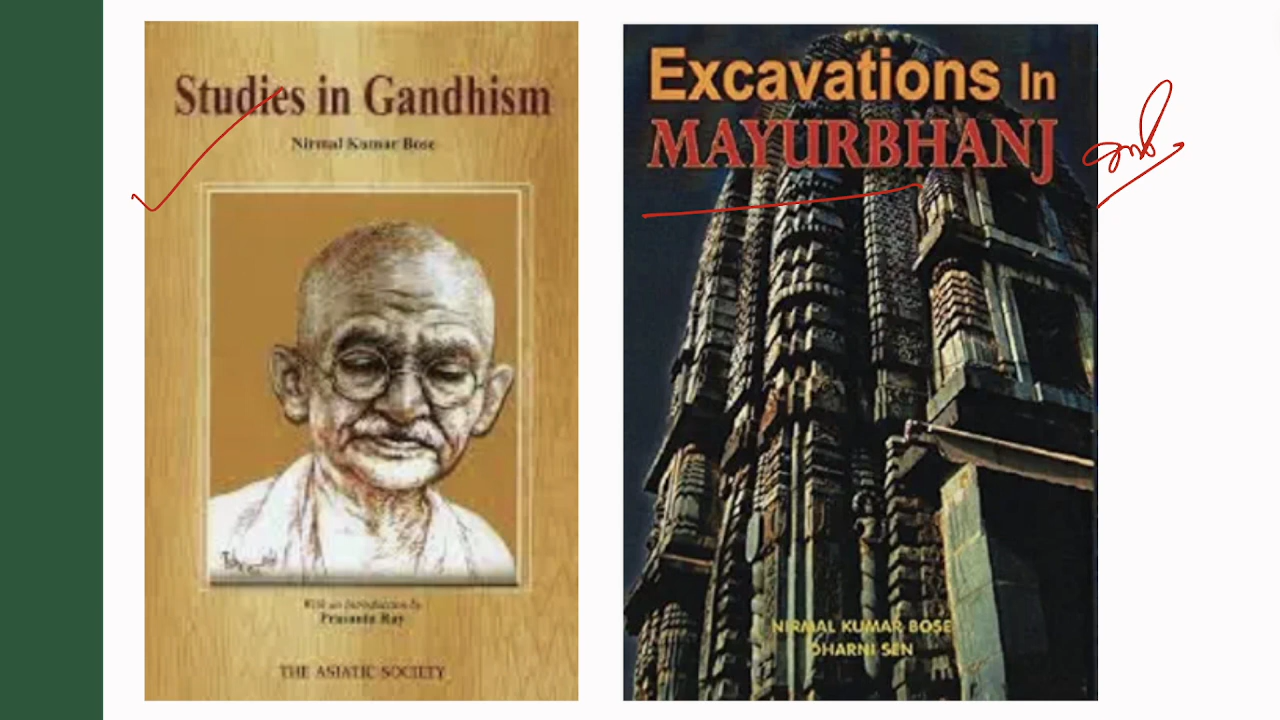 Studies in Gandhism
Nirmal Kumar Bose
With an Introduction by
Prasanta Ray
THE ASIATIC SOCIETY
Excavations In
MAYURBHANJ
NIRMAL KUMAR BOSE
DHARNI SEN